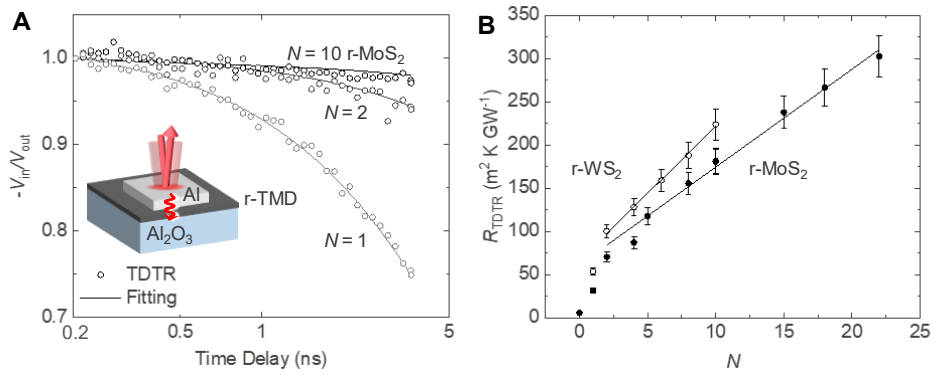 A
N = 10 r-MoS₂
N = 2
N = 1
Al
r-TMD
Al₂O₃
TDTR
Fitting
1.0
0.9
0.8
0.7
0.2
0.5
1
5
Time Delay (ns)
-V_in/V_out
B
350
300
250
200
150
100
50
0
r-WS₂
r-MoS₂
0
5
10
15
20
N
R_TDTR (m² K GW⁻¹)